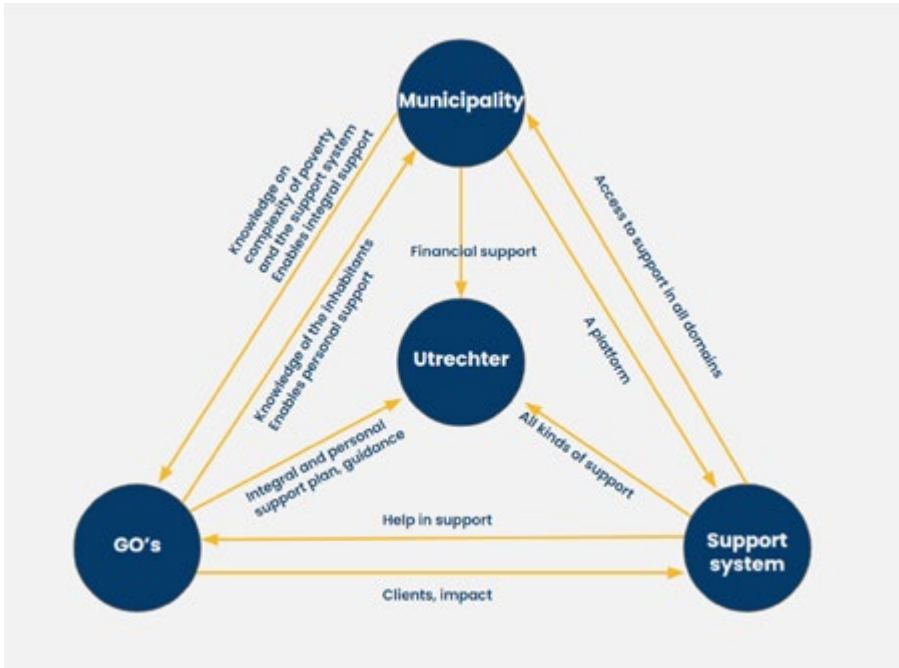 Municipality
Knowledge on
complexity of poverty
and the support system
Enables integral support
Knowledge of the inhabitants
Enables personal support
Financial support
Access to support in all domains
A platform
Utrechter
Integral and personal
support plan, guidance
All kinds of support
GO's
Help in support
Clients, impact
Support
system